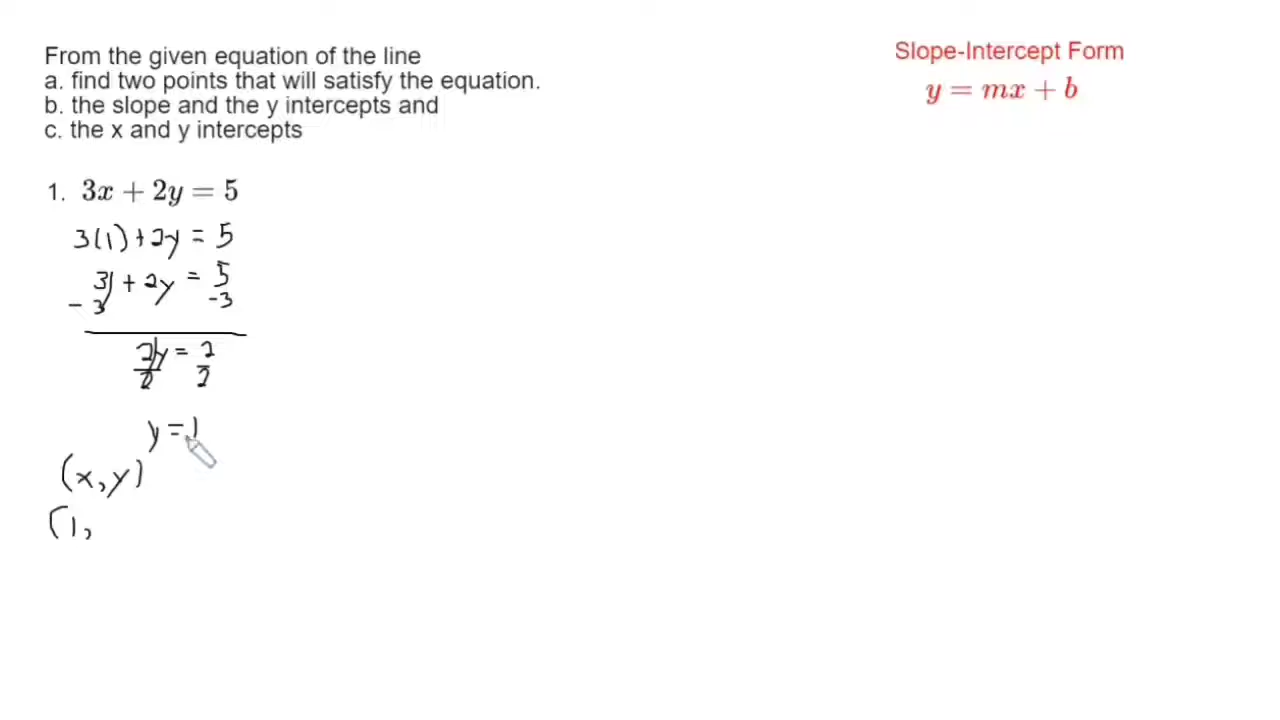 From the given equation of the line
a. find two points that will satisfy the equation.
b. the slope and the y intercepts and
c. the x and y intercepts
Slope-Intercept Form
y = mx + b
1. 3x + 2y = 5
3(1) + 2y = 5
3 + 2y = 5
- 3 -3
2y = 2
2 2
y = 1
(x, y)
(1,